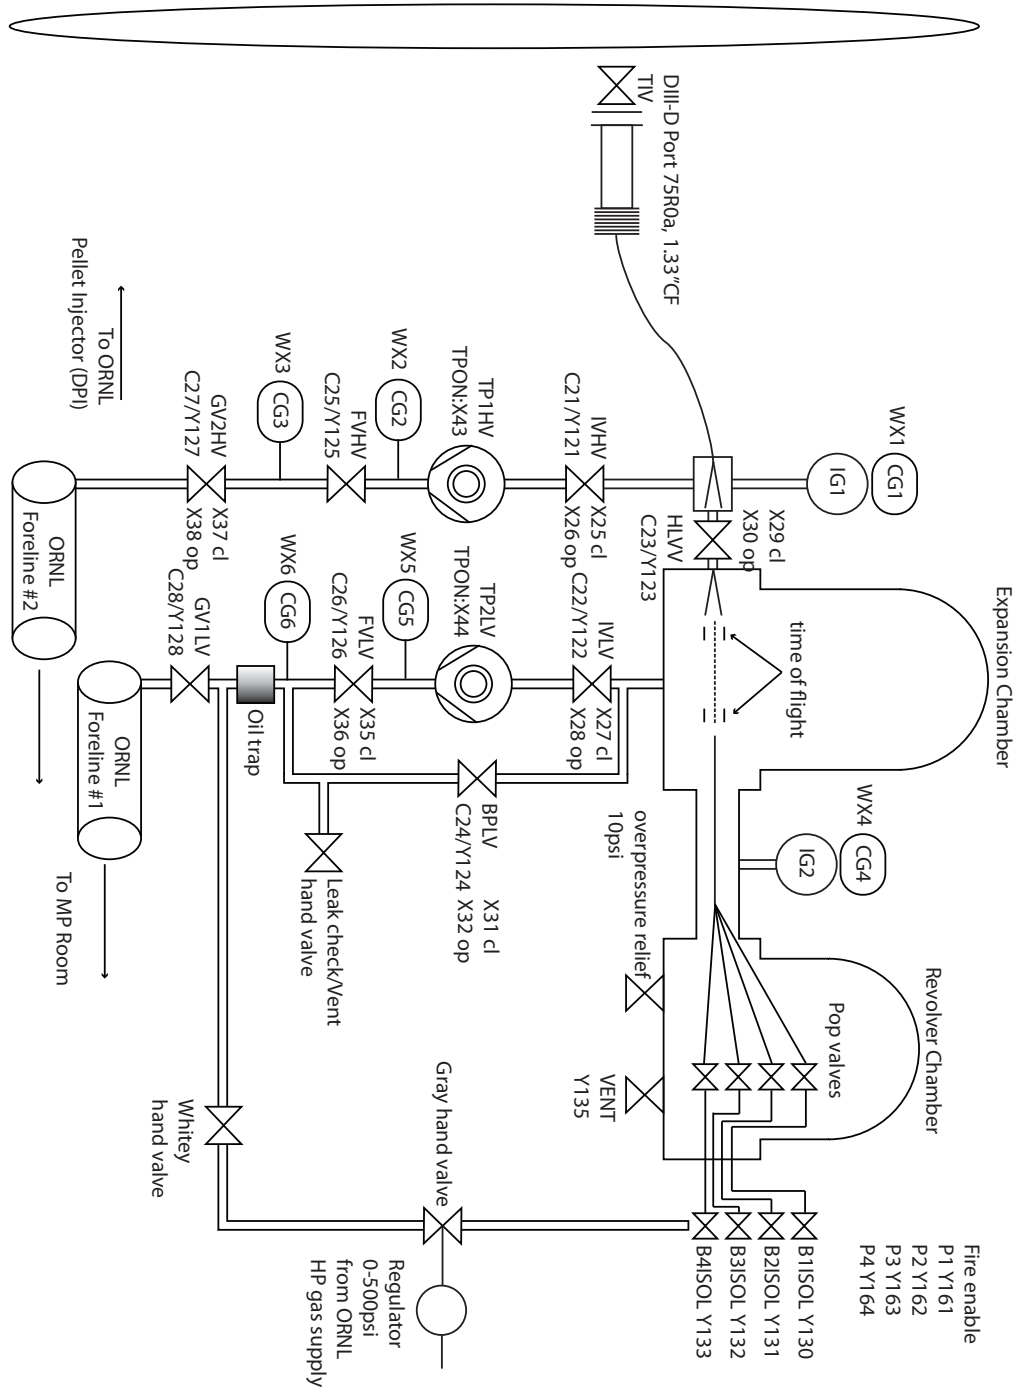 DIII-D Port 75R0a, 1.33"CF
TIV
WX1
CG1
IG1
X29 cl
X30 op
HLVV
C23/Y123
Expansion Chamber
time of flight
WX4
CG4
IG2
Revolver Chamber
Pop valves
Fire enable
P1 Y161
P2 Y162
P3 Y163
P4 Y164
B1ISOL Y130
B2ISOL Y131
B3ISOL Y132
B4ISOL Y133
overpressure relief
10psi
VENT
Y135
IVHV
C21/Y121
X25 cl
X26 op
TP1HV
TPON:X43
WX2
CG2
FVHV
C25/Y125
WX3
CG3
GV2HV
C27/Y127
X37 cl
X38 op
To ORNL
Pellet Injector (DPI)
ORNL
Foreline #2
IVLV
C22/Y122
X27 cl
X28 op
TP2LV
TPON:X44
WX5
CG5
FVLV
C26/Y126
X35 cl
X36 op
WX6
CG6
GV1LV
C28/Y128
Oil trap
ORNL
Foreline #1
To MP Room
BPLV
C24/Y124
X31 cl
X32 op
Leak check/Vent
hand valve
Whitey
hand valve
Gray hand valve
Regulator
0-500psi
from ORNL
HP gas supply